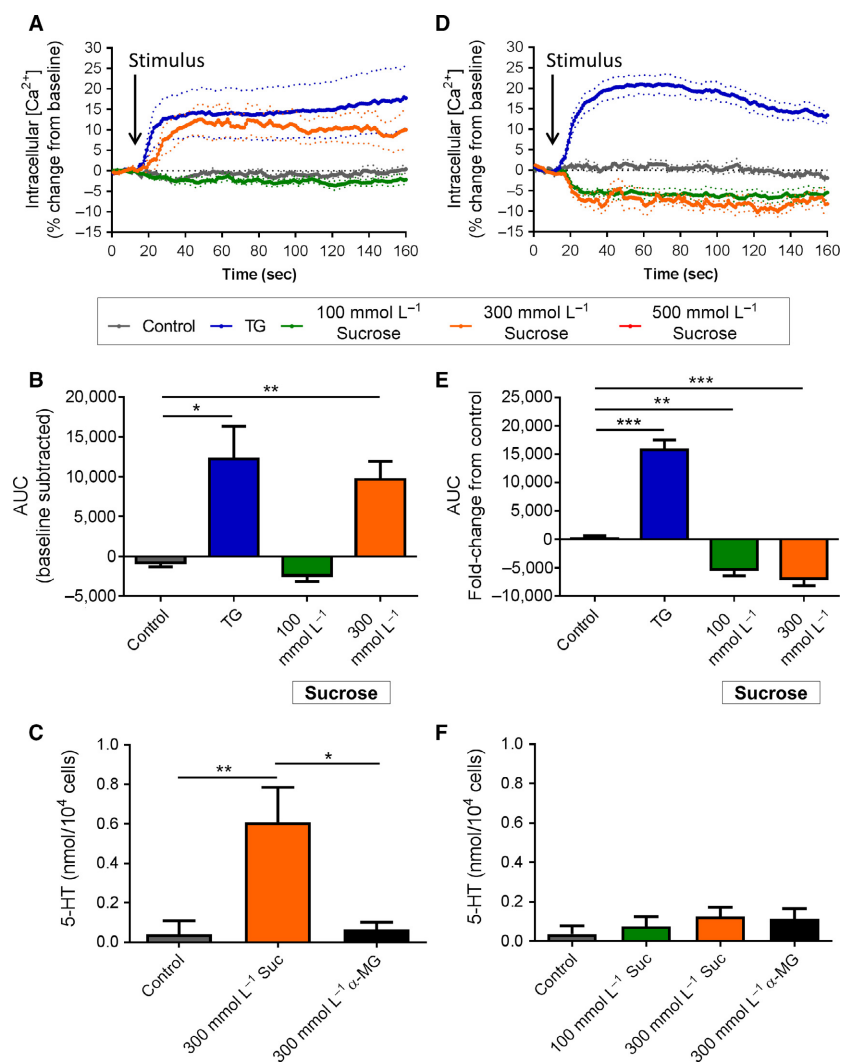 A
Intracellular [Ca²⁺]
(% change from baseline)
30
25
20
15
10
5
0
−5
−10
−15
Stimulus
0 20 40 60 80 100 120 140 160
Time (sec)
D
Intracellular [Ca²⁺]
(% change from baseline)
30
25
20
15
10
5
0
−5
−10
−15
Stimulus
0 20 40 60 80 100 120 140 160
Time (sec)
Control
TG
100 mmol L⁻¹
Sucrose
300 mmol L⁻¹
Sucrose
500 mmol L⁻¹
Sucrose
B
AUC
(baseline subtracted)
20,000
15,000
10,000
5,000
0
−5,000
**
*
Control
TG
100
mmol L⁻¹
300
mmol L⁻¹
Sucrose
E
AUC
Fold-change from control
25,000
20,000
15,000
10,000
5,000
0
−5,000
−10,000
***
**
***
Control
TG
100
mmol L⁻¹
300
mmol L⁻¹
Sucrose
C
5-HT (nmol/10⁴ cells)
1.0
0.8
0.6
0.4
0.2
0.0
**
*
Control
300 mmol L⁻¹ Suc
300 mmol L⁻¹ α-MG
F
5-HT (nmol/10⁴ cells)
1.0
0.8
0.6
0.4
0.2
0.0
Control
100 mmol L⁻¹ Suc
300 mmol L⁻¹ Suc
300 mmol L⁻¹ α-MG